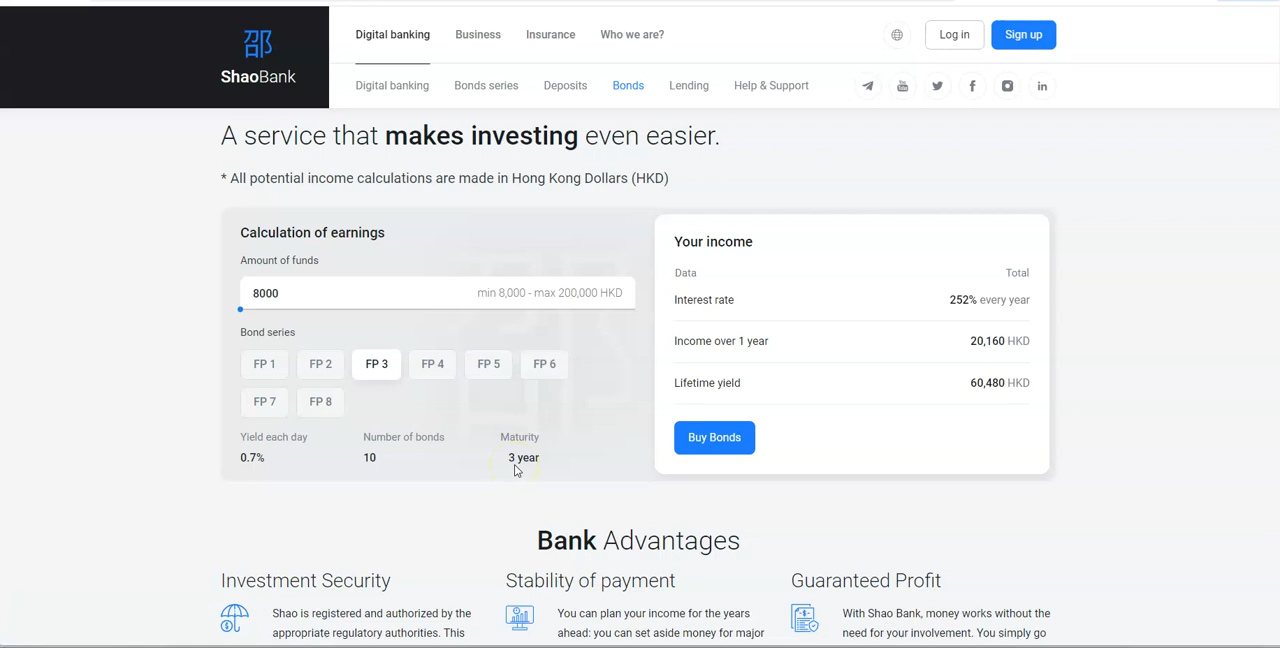 邵
ShaoBank
Digital banking Business Insurance Who we are? Log in Sign up
Digital banking Bonds series Deposits Bonds Lending Help & Support
A service that makes investing even easier.
* All potential income calculations are made in Hong Kong Dollars (HKD)
Calculation of earnings
Amount of funds
8000 min 8,000 - max 200,000 HKD
Bond series
FP 1 FP 2 FP 3 FP 4 FP 5 FP 6
FP 7 FP 8
Yield each day Number of bonds Maturity
0.7% 10 3 year
Your income
Data Total
Interest rate 252% every year
Income over 1 year 20,160 HKD
Lifetime yield 60,480 HKD
Buy Bonds
Bank Advantages
Investment Security
Shao is registered and authorized by the
appropriate regulatory authorities. This
Stability of payment
You can plan your income for the years
ahead: you can set aside money for major
Guaranteed Profit
With Shao Bank, money works without the
need for your involvement. You simply go